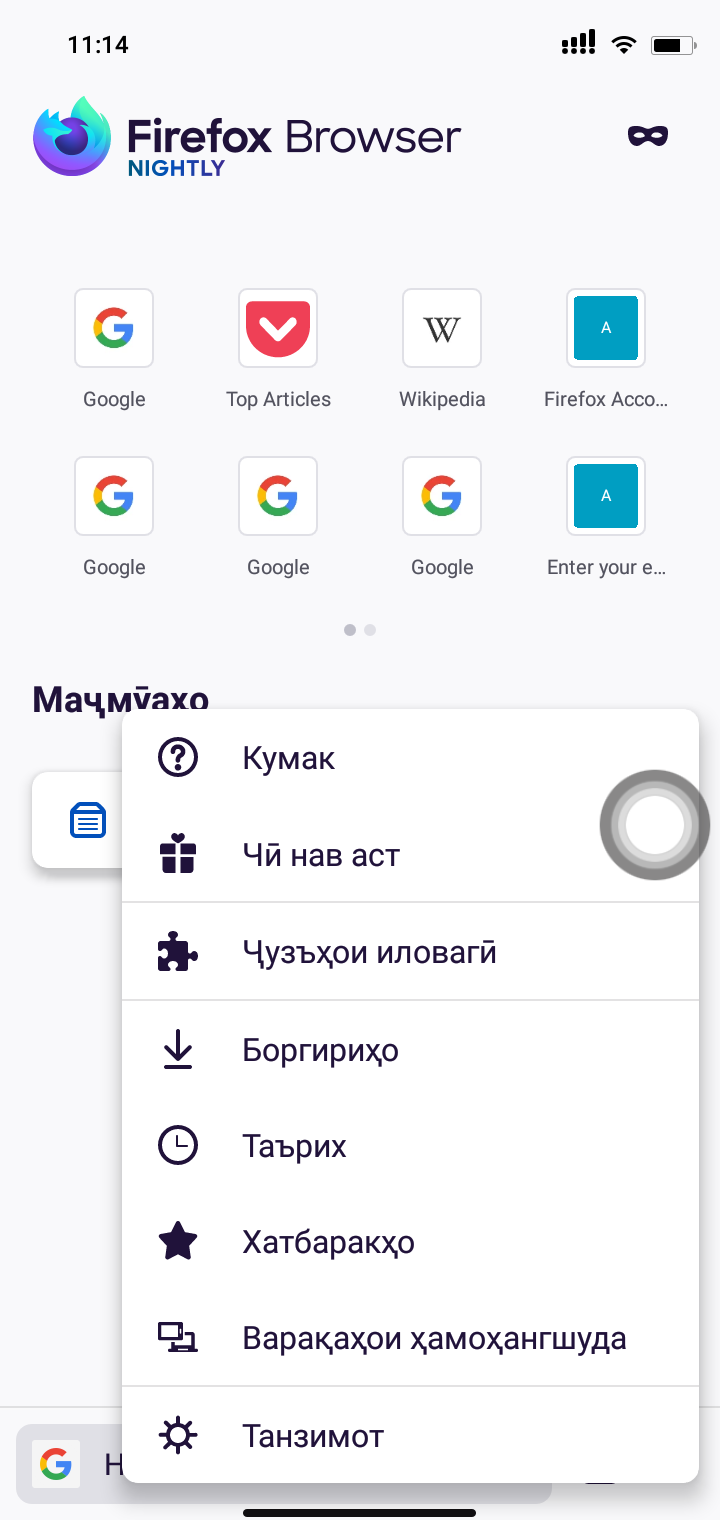 11:14
Firefox Browser
NIGHTLY
Google
Top Articles
Wikipedia
A
Firefox Acco...
Google
Google
Google
A
Enter your e...
Маҷмӯаҳо
Кумак
Чӣ нав аст
Ҷузъҳои иловагӣ
Боргириҳо
Таърих
Хатбаракҳо
Варақаҳои ҳамоҳангшуда
Танзимот